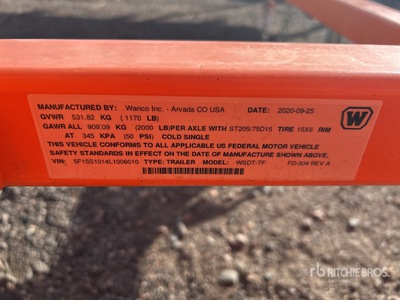 MANUFACTURED BY: Wanco Inc. - Arvada CO USA DATE: 2020-09-25
GVWR 531.82 KG ( 1170 LB)
GAWR ALL 909.09 KG (2000 LB)PER AXLE WITH ST205/75D15 TIRE 15X6 RIM
AT 345 KPA (50 PSI) COLD SINGLE
THIS VEHICLE CONFORMS TO ALL APPLICABLE US FEDERAL MOTOR VEHICLE
SAFETY STANDARDS IN EFFECT ON THE DATE OF MANUFACTURE SHOWN ABOVE.
VIN: 5F15S1014L1006010 TYPE: TRAILER MODEL: WSDT-TF FD-304 REV A
W
rb
RITCHIE BROS